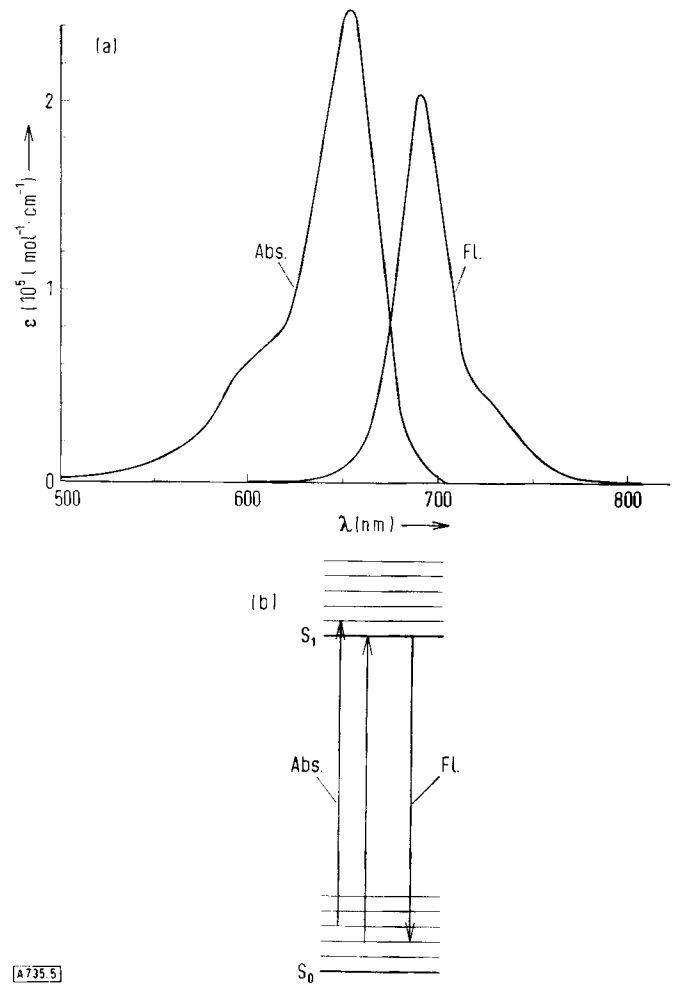 (a)
2
1
0
ε (10⁵ l mol⁻¹ · cm⁻¹)
Abs.
Fl.
500
600
700
800
λ (nm)
(b)
S₁
Abs.
Fl.
S₀
A 735.5